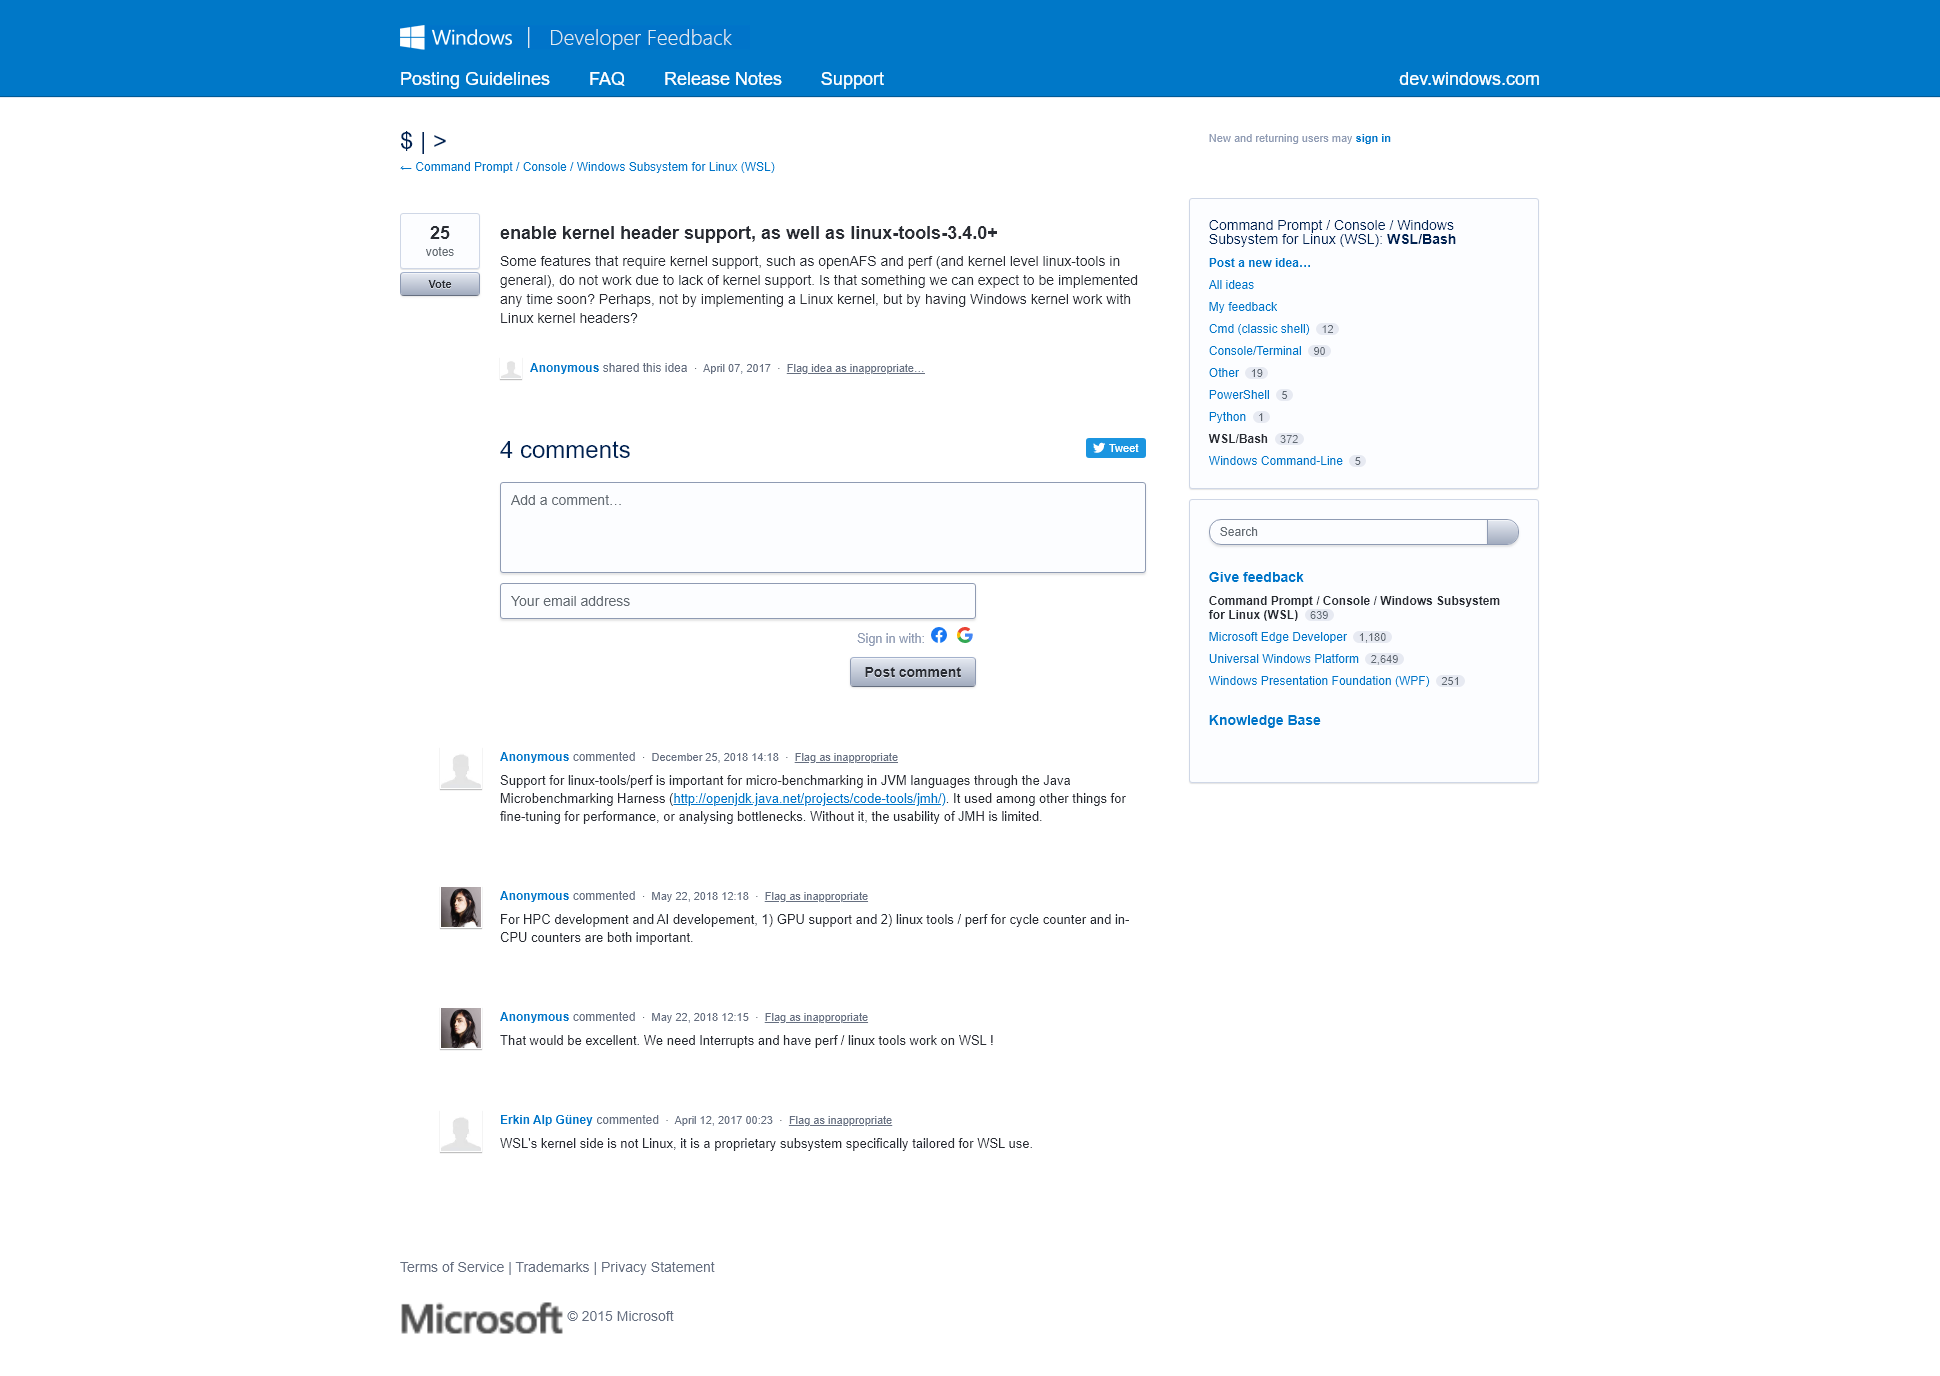 Windows | Developer Feedback
Posting Guidelines FAQ Release Notes Support dev.windows.com
$ | >
← Command Prompt / Console / Windows Subsystem for Linux (WSL)
25
votes
Vote
enable kernel header support, as well as linux-tools-3.4.0+
Some features that require kernel support, such as openAFS and perf (and kernel level linux-tools in
general), do not work due to lack of kernel support. Is that something we can expect to be implemented
any time soon? Perhaps, not by implementing a Linux kernel, but by having Windows kernel work with
Linux kernel headers?
Anonymous shared this idea · April 07, 2017 · Flag idea as inappropriate…
4 comments
Tweet
Add a comment…
Your email address
Sign in with:
Post comment
Anonymous commented · December 25, 2018 14:18 · Flag as inappropriate
Support for linux-tools/perf is important for micro-benchmarking in JVM languages through the Java
Microbenchmarking Harness (http://openjdk.java.net/projects/code-tools/jmh/). It used among other things for
fine-tuning for performance, or analysing bottlenecks. Without it, the usability of JMH is limited.
Anonymous commented · May 22, 2018 12:18 · Flag as inappropriate
For HPC development and AI developement, 1) GPU support and 2) linux tools / perf for cycle counter and in-
CPU counters are both important.
Anonymous commented · May 22, 2018 12:15 · Flag as inappropriate
That would be excellent. We need Interrupts and have perf / linux tools work on WSL !
Erkin Alp Güney commented · April 12, 2017 00:23 · Flag as inappropriate
WSL's kernel side is not Linux, it is a proprietary subsystem specifically tailored for WSL use.
New and returning users may sign in
Command Prompt / Console / Windows
Subsystem for Linux (WSL): WSL/Bash
Post a new idea…
All ideas
My feedback
Cmd (classic shell) 12
Console/Terminal 90
Other 19
PowerShell 5
Python 1
WSL/Bash 372
Windows Command-Line 5
Search
Give feedback
Command Prompt / Console / Windows Subsystem
for Linux (WSL) 639
Microsoft Edge Developer 1,180
Universal Windows Platform 2,649
Windows Presentation Foundation (WPF) 251
Knowledge Base
Terms of Service | Trademarks | Privacy Statement
Microsoft © 2015 Microsoft